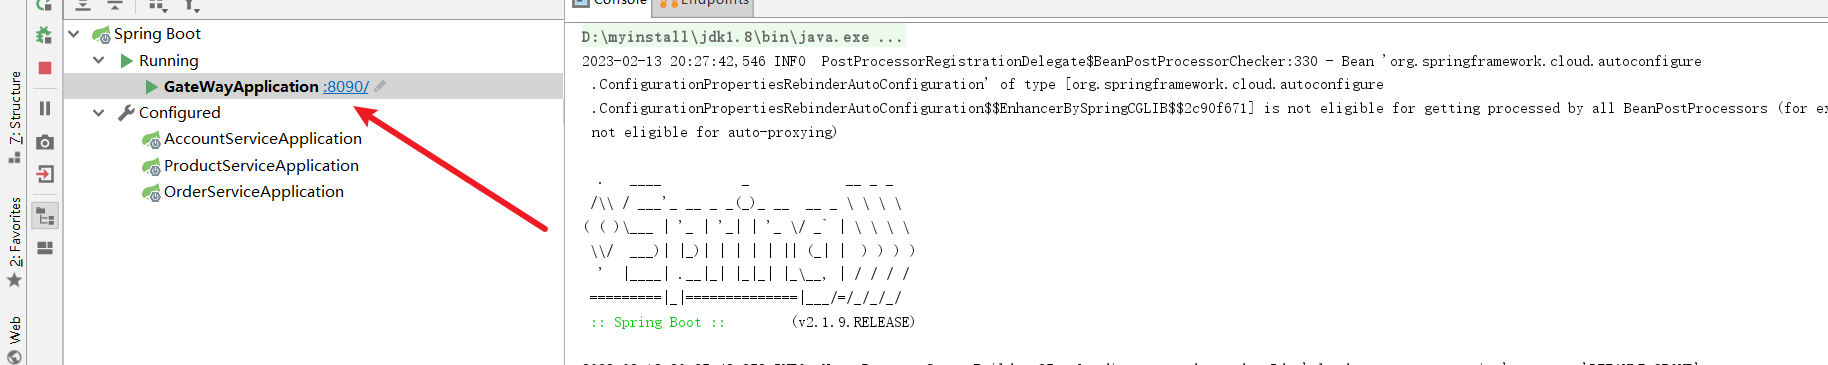 Console
Endpoints
Spring Boot
Running
GateWayApplication :8090/
Configured
AccountServiceApplication
ProductServiceApplication
OrderServiceApplication
7: Structure
2: Favorites
Web
D:\myinstall\jdk1.8\bin\java.exe ...
2023-02-13 20:27:42,546 INFO  PostProcessorRegistrationDelegate$BeanPostProcessorChecker:330 - Bean 'org.springframework.cloud.autoconfigure
.ConfigurationPropertiesRebinderAutoConfiguration' of type [org.springframework.cloud.autoconfigure
.ConfigurationPropertiesRebinderAutoConfiguration$$EnhancerBySpringCGLIB$$2c90f671] is not eligible for getting processed by all BeanPostProcessors (for
not eligible for auto-proxying)
:: Spring Boot ::        (v2.1.9.RELEASE)